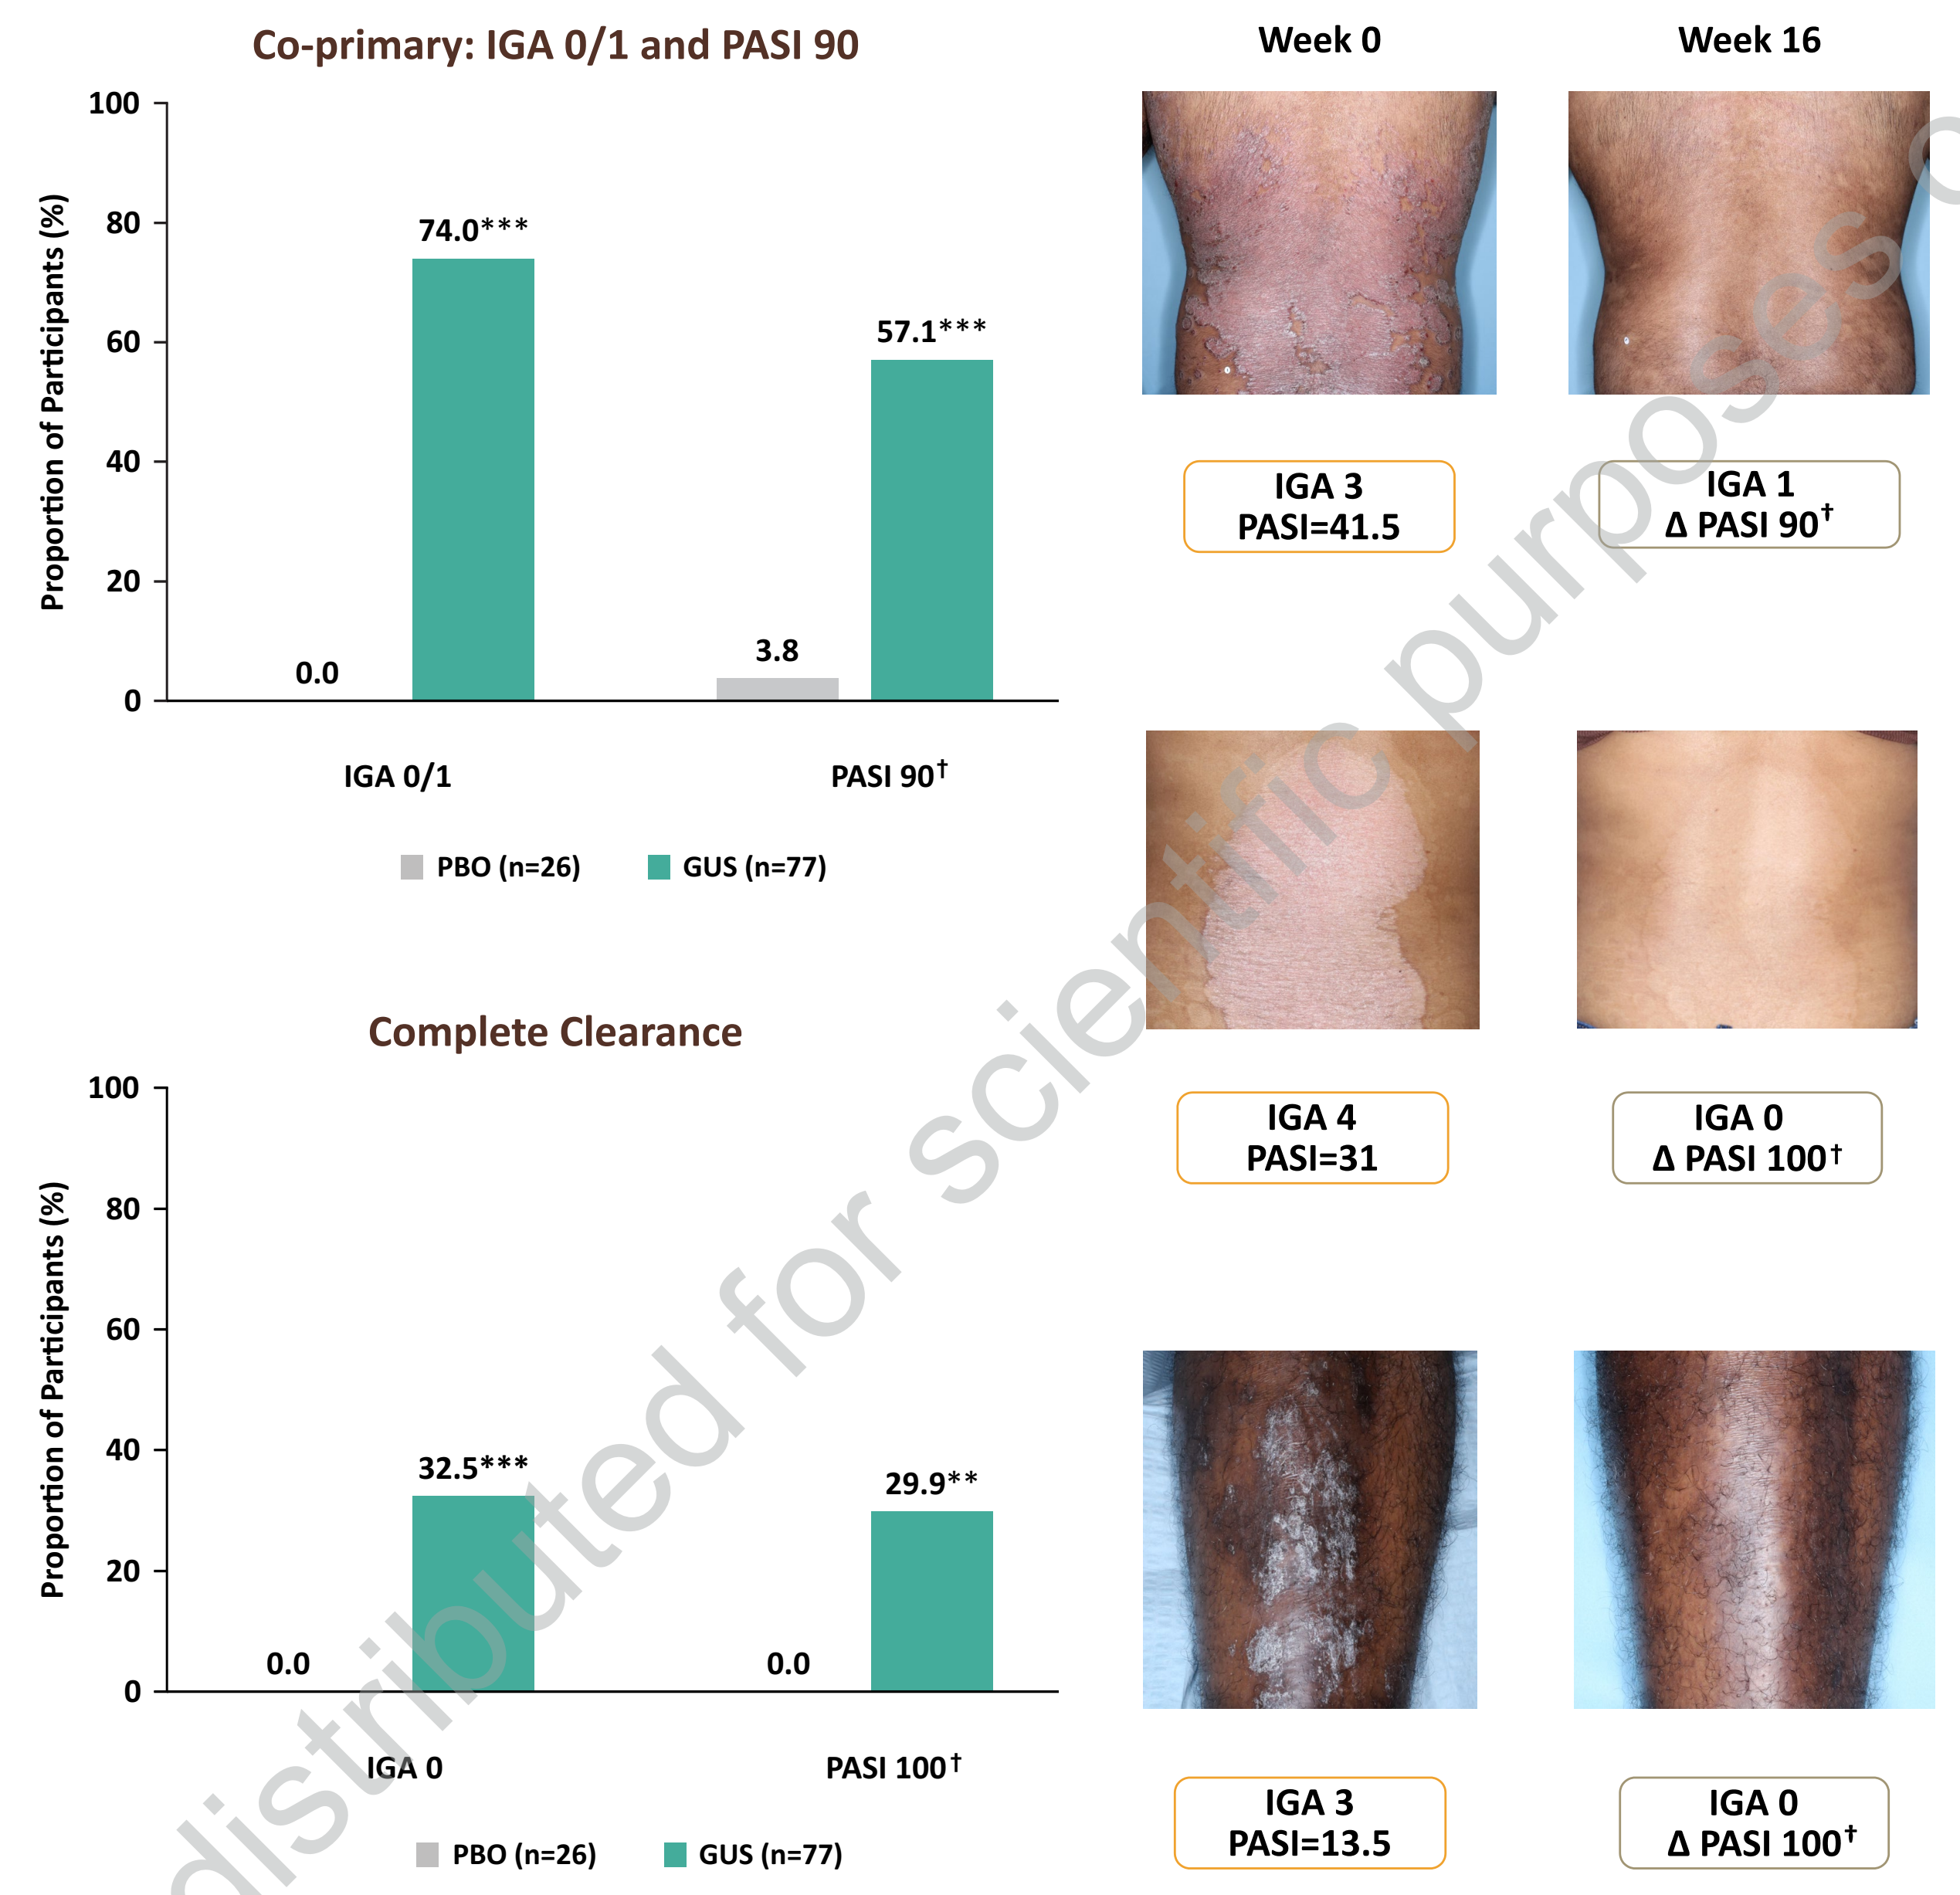 Co-primary: IGA 0/1 and PASI 90
Proportion of Participants (%)
100
80
60
40
20
0
0.0
74.0***
3.8
57.1***
IGA 0/1
PASI 90†
PBO (n=26)
GUS (n=77)
Complete Clearance
Proportion of Participants (%)
100
80
60
40
20
0
0.0
32.5***
0.0
29.9**
IGA 0
PASI 100†
PBO (n=26)
GUS (n=77)
Week 0
Week 16
IGA 3
PASI=41.5
IGA 1
Δ PASI 90†
IGA 4
PASI=31
IGA 0
Δ PASI 100†
IGA 3
PASI=13.5
IGA 0
Δ PASI 100†
distributed for scientific purposes